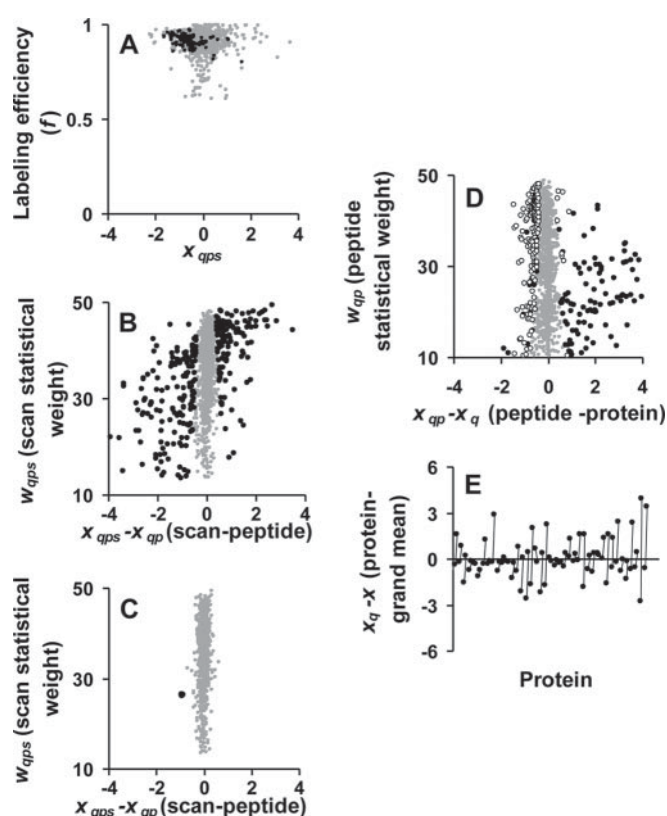 A
Labeling efficiency
(f)
1
0.5
0
-4 -2 0 2 4
x qps
B
w qps (scan statistical
weight)
50
30
10
-4 -2 0 2 4
x qps-x qp (scan-peptide)
C
w qps (scan statistical
weight)
50
30
10
-4 -2 0 2 4
x qps-x qp (scan-peptide)
D
w qp (peptide
statistical weight)
50
30
10
-4 -2 0 2 4
x qp-x q (peptide -protein)
E
x q -x (protein-
grand mean)
6
3
0
-3
-6
Protein